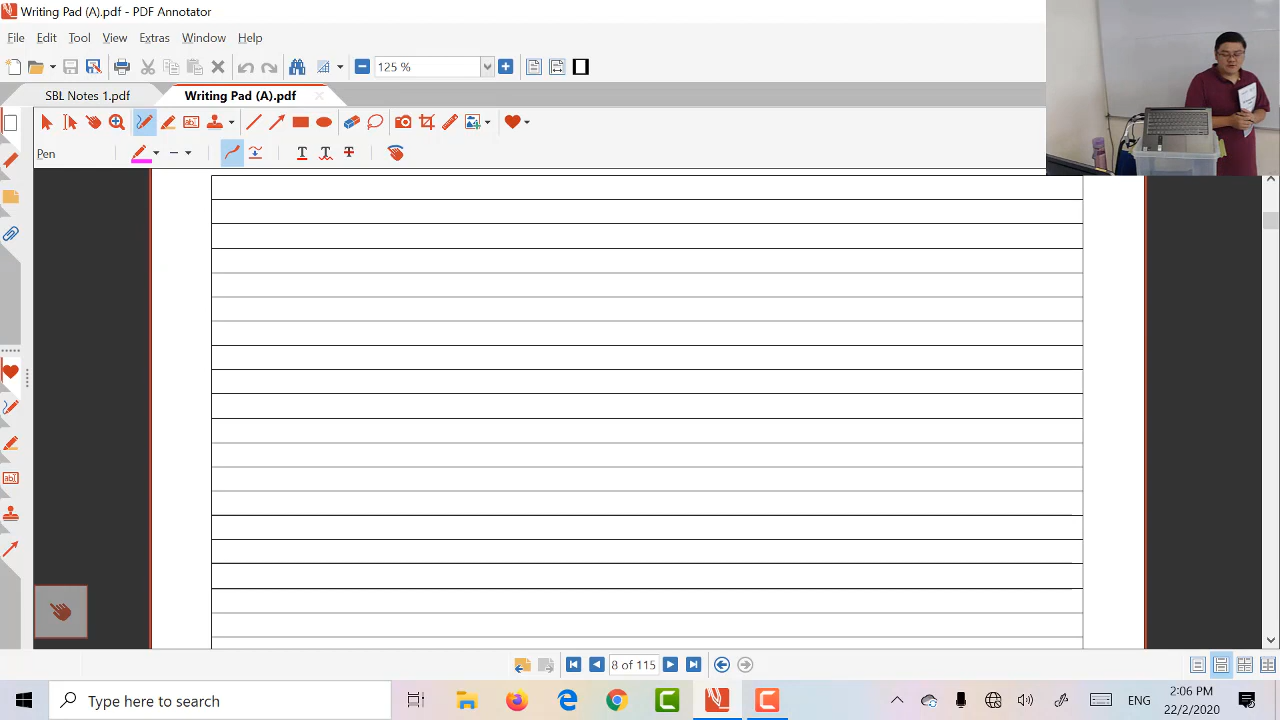 Writing Pad (A).pdf - PDF Annotator
File Edit Tool View Extras Window Help
125 %
SBL Notes 1.pdf Writing Pad (A).pdf
Pen
8 of 115
Type here to search
ENG
2:06 PM
22/2/2020